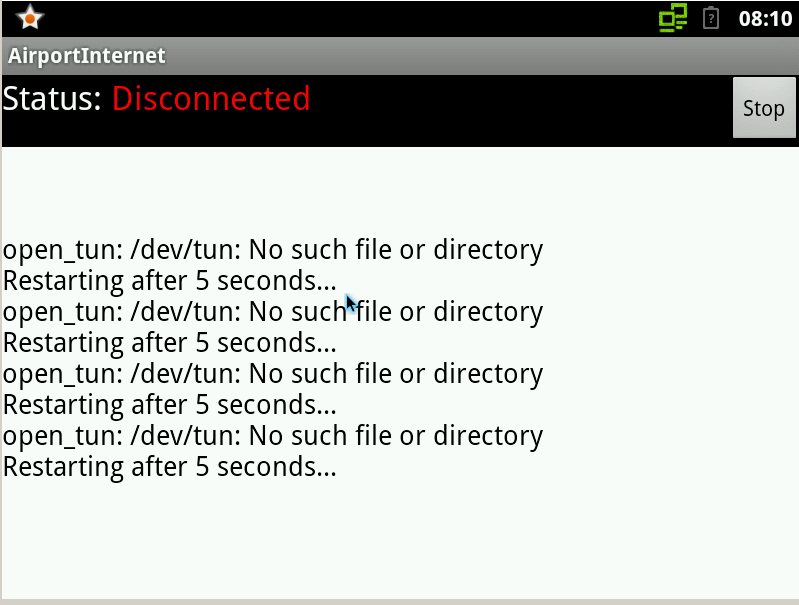 08:10
AirportInternet
Status: Disconnected
Stop
open_tun: /dev/tun: No such file or directory
Restarting after 5 seconds...
open_tun: /dev/tun: No such file or directory
Restarting after 5 seconds...
open_tun: /dev/tun: No such file or directory
Restarting after 5 seconds...
open_tun: /dev/tun: No such file or directory
Restarting after 5 seconds...